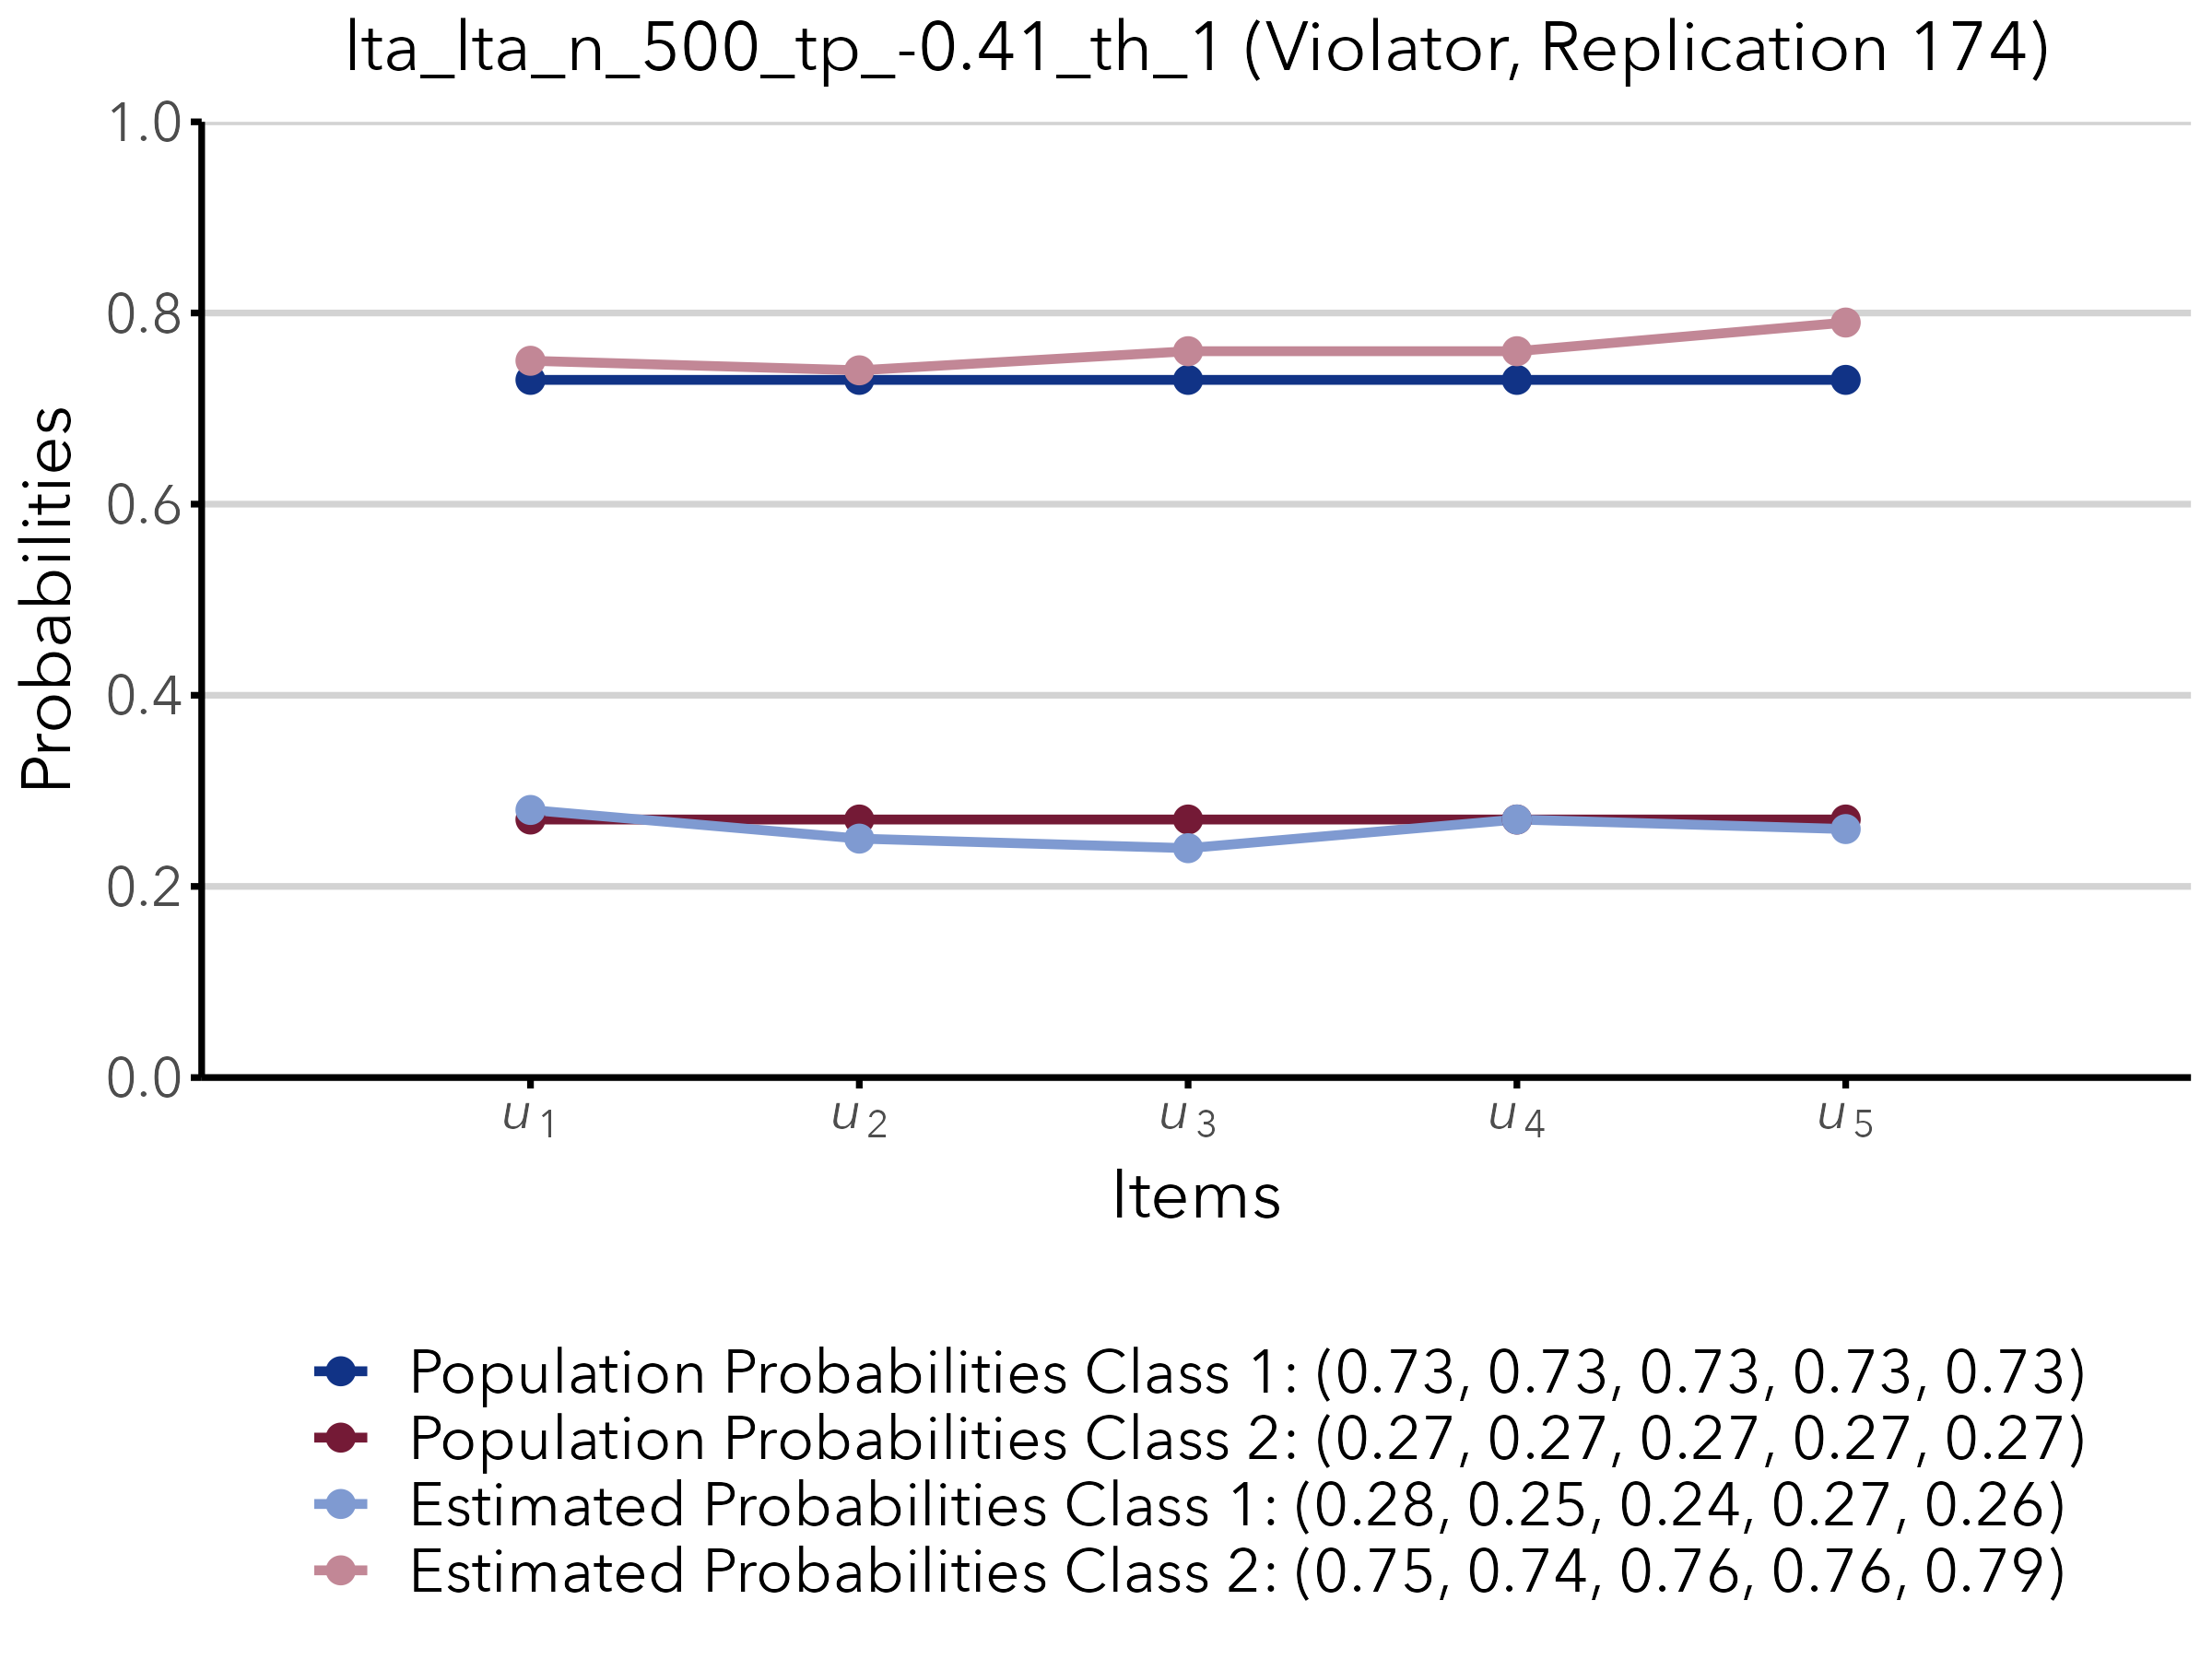 lta_lta_n_500_tp_-0.41_th_1 (Violator, Replication 174)
1.0
0.8
0.6
0.4
0.2
0.0
Probabilities
u1 u2 u3 u4 u5
Items
Population Probabilities Class 1: (0.73, 0.73, 0.73, 0.73, 0.73)
Population Probabilities Class 2: (0.27, 0.27, 0.27, 0.27, 0.27)
Estimated Probabilities Class 1: (0.28, 0.25, 0.24, 0.27, 0.26)
Estimated Probabilities Class 2: (0.75, 0.74, 0.76, 0.76, 0.79)